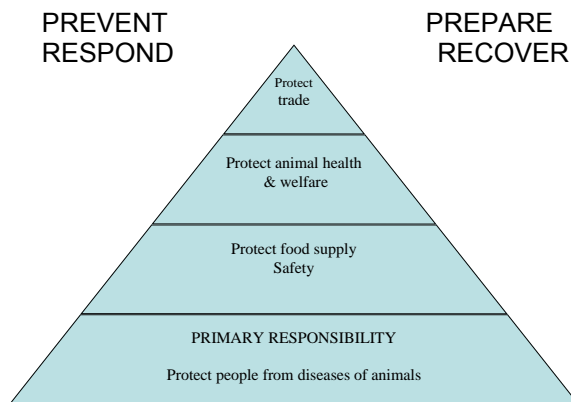 PREVENT
RESPOND
PREPARE
RECOVER
Protect
trade
Protect animal health
& welfare
Protect food supply
Safety
PRIMARY RESPONSIBILITY
Protect people from diseases of animals